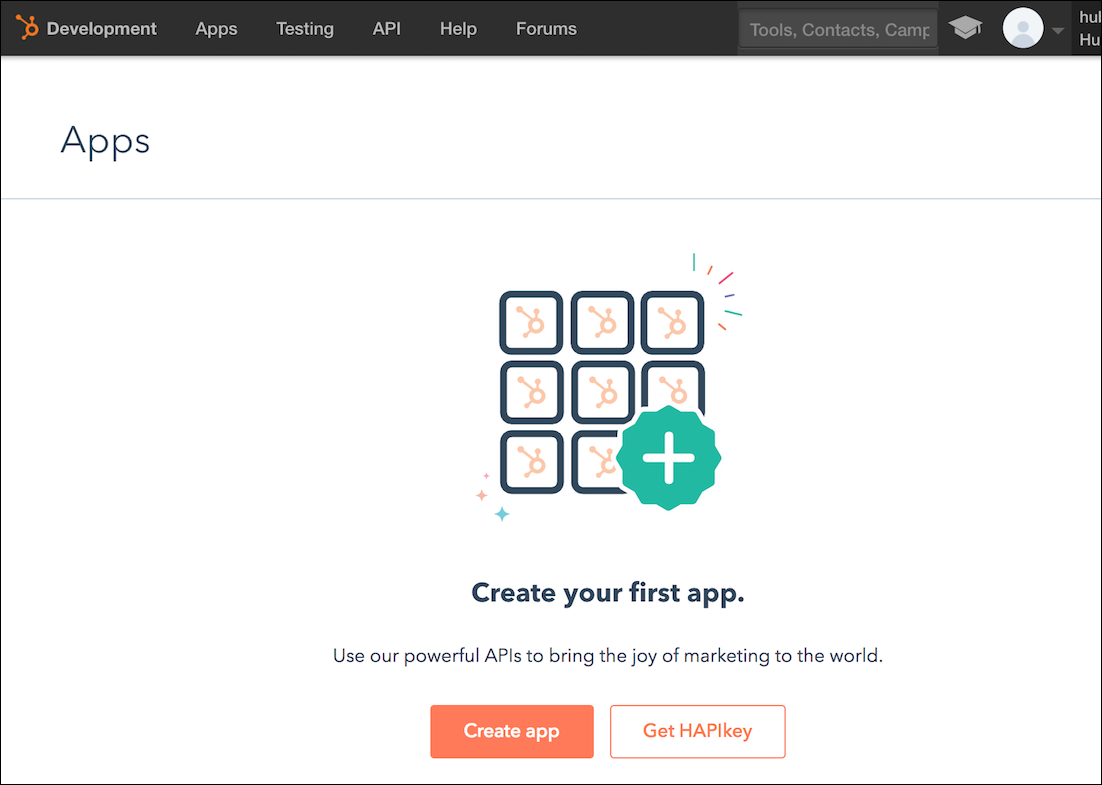 Development Apps Testing API Help Forums Tools, Contacts, Camp
hul
Hu
Apps
Create your first app.
Use our powerful APIs to bring the joy of marketing to the world.
Create app Get HAPIkey